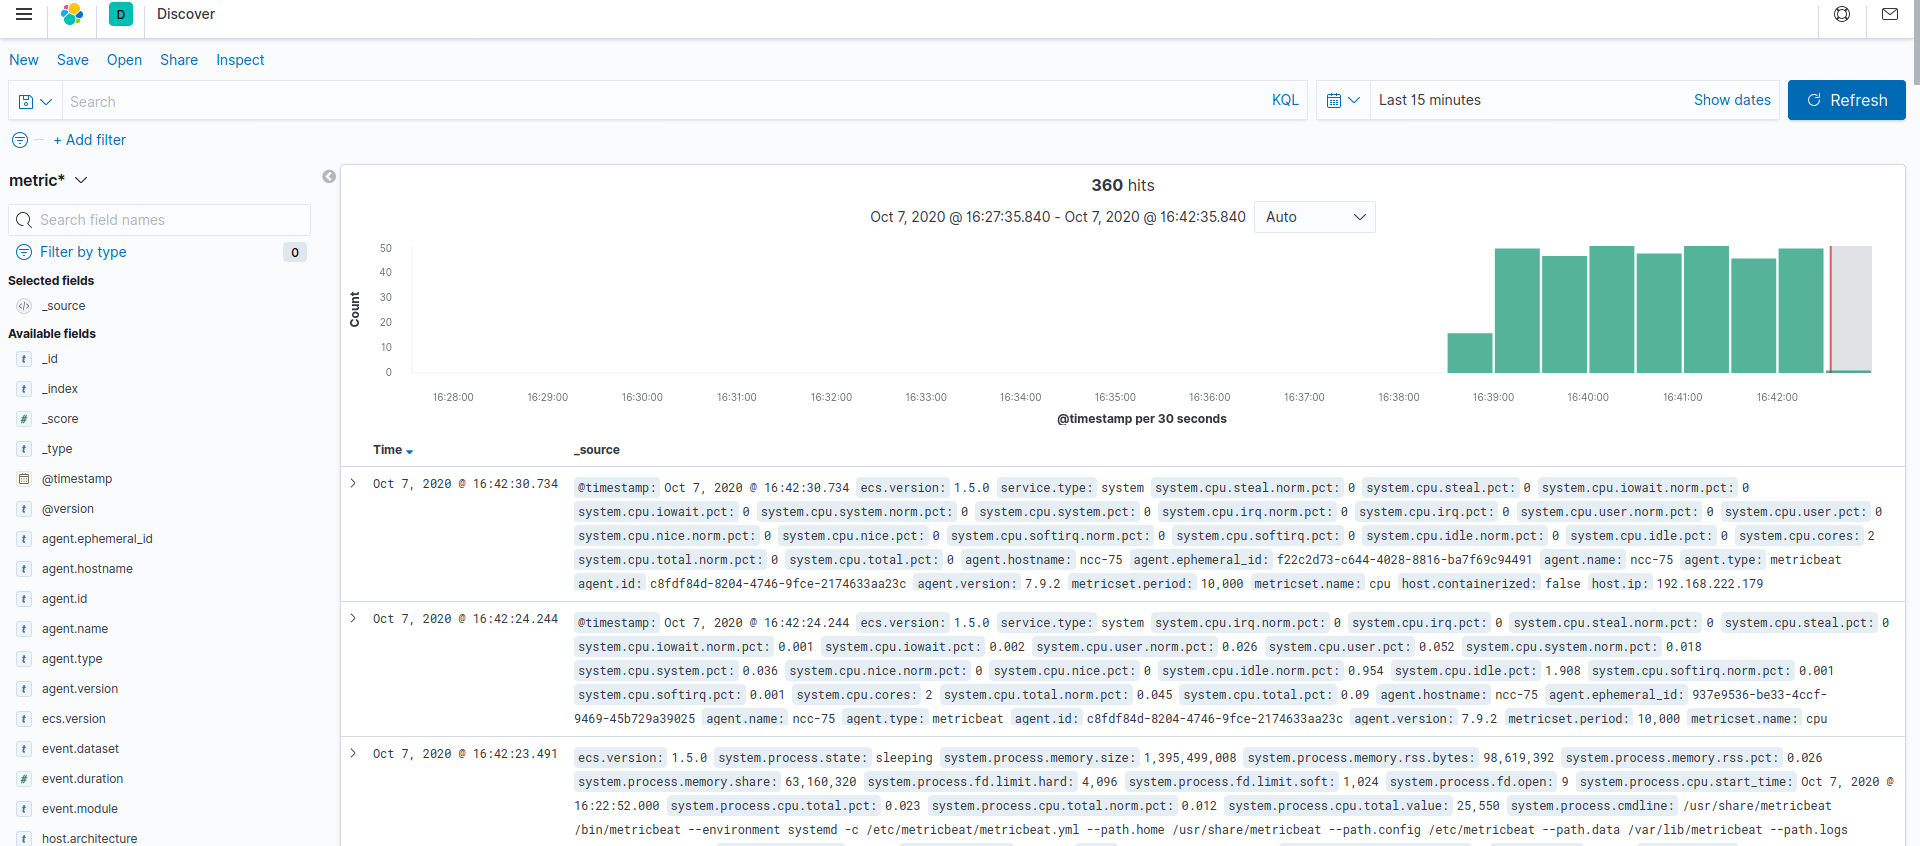 D Discover
New Save Open Share Inspect
Search KQL Last 15 minutes Show dates Refresh
+ Add filter
metric*
Search field names
Filter by type 0
Selected fields
_source
Available fields
t _id
t _index
# _score
t _type
@timestamp
t @version
t agent.ephemeral_id
t agent.hostname
t agent.id
t agent.name
t agent.type
t agent.version
t ecs.version
t event.dataset
# event.duration
t event.module
t host.architecture
360 hits
Oct 7, 2020 @ 16:27:35.840 - Oct 7, 2020 @ 16:42:35.840 Auto
Count
50
40
30
20
10
0
16:28:00 16:29:00 16:30:00 16:31:00 16:32:00 16:33:00 16:34:00 16:35:00 16:36:00 16:37:00 16:38:00 16:39:00 16:40:00 16:41:00 16:42:00
@timestamp per 30 seconds
Time _source
Oct 7, 2020 @ 16:42:30.734
@timestamp: Oct 7, 2020 @ 16:42:30.734 ecs.version: 1.5.0 service.type: system system.cpu.steal.norm.pct: 0 system.cpu.steal.pct: 0 system.cpu.iowait.norm.pct: 0
system.cpu.iowait.pct: 0 system.cpu.system.norm.pct: 0 system.cpu.system.pct: 0 system.cpu.irq.norm.pct: 0 system.cpu.irq.pct: 0 system.cpu.user.norm.pct: 0 system.cpu.user.pct: 0
system.cpu.nice.norm.pct: 0 system.cpu.nice.pct: 0 system.cpu.softirq.norm.pct: 0 system.cpu.softirq.pct: 0 system.cpu.idle.norm.pct: 0 system.cpu.idle.pct: 0 system.cpu.cores: 2
system.cpu.total.norm.pct: 0 system.cpu.total.pct: 0 agent.hostname: ncc-75 agent.ephemeral_id: f22c2d73-c644-4028-8816-ba7f69c94491 agent.name: ncc-75 agent.type: metricbeat
agent.id: c8fdf84d-8204-4746-9fce-2174633aa23c agent.version: 7.9.2 metricset.period: 10,000 metricset.name: cpu host.containerized: false host.ip: 192.168.222.179
Oct 7, 2020 @ 16:42:24.244
@timestamp: Oct 7, 2020 @ 16:42:24.244 ecs.version: 1.5.0 service.type: system system.cpu.irq.norm.pct: 0 system.cpu.irq.pct: 0 system.cpu.steal.norm.pct: 0 system.cpu.steal.pct: 0
system.cpu.iowait.norm.pct: 0.001 system.cpu.iowait.pct: 0.002 system.cpu.user.norm.pct: 0.026 system.cpu.user.pct: 0.052 system.cpu.system.norm.pct: 0.018
system.cpu.system.pct: 0.036 system.cpu.nice.norm.pct: 0 system.cpu.nice.pct: 0 system.cpu.idle.norm.pct: 0.954 system.cpu.idle.pct: 1.908 system.cpu.softirq.norm.pct: 0.001
system.cpu.softirq.pct: 0.001 system.cpu.cores: 2 system.cpu.total.norm.pct: 0.045 system.cpu.total.pct: 0.09 agent.hostname: ncc-75 agent.ephemeral_id: 937e9536-be33-4ccf-
9469-45b729a39025 agent.name: ncc-75 agent.type: metricbeat agent.id: c8fdf84d-8204-4746-9fce-2174633aa23c agent.version: 7.9.2 metricset.period: 10,000 metricset.name: cpu
Oct 7, 2020 @ 16:42:23.491
ecs.version: 1.5.0 system.process.state: sleeping system.process.memory.size: 1,395,499,008 system.process.memory.rss.bytes: 98,619,392 system.process.memory.rss.pct: 0.026
system.process.memory.share: 63,160,320 system.process.fd.limit.hard: 4,096 system.process.fd.limit.soft: 1,024 system.process.fd.open: 9 system.process.cpu.start_time: Oct 7, 2020 @
16:22:52.000 system.process.cpu.total.pct: 0.023 system.process.cpu.total.norm.pct: 0.012 system.process.cpu.total.value: 25,550 system.process.cmdline: /usr/share/metricbeat
/bin/metricbeat --environment systemd -c /etc/metricbeat/metricbeat.yml --path.home /usr/share/metricbeat --path.config /etc/metricbeat --path.data /var/lib/metricbeat --path.logs